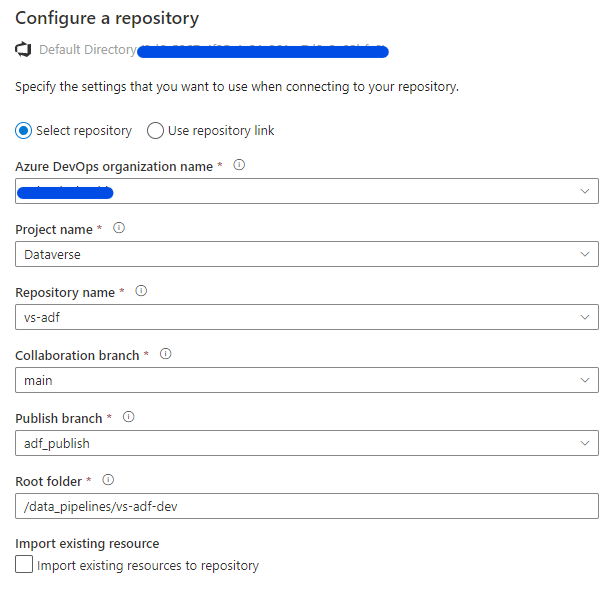 Configure a repository
Default Directory
Specify the settings that you want to use when connecting to your repository.
Select repository
Use repository link
Azure DevOps organization name *
Project name *
Dataverse
Repository name *
vs-adf
Collaboration branch *
main
Publish branch *
adf_publish
Root folder *
/data_pipelines/vs-adf-dev
Import existing resource
Import existing resources to repository